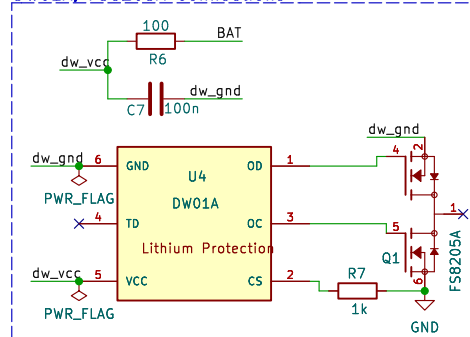 100
BAT
R6
dw_vcc
dw_gnd
C7
100n
dw_gnd
dw_gnd
6
GND
U4
OD
1
4
2
PWR_FLAG
DW01A
4
TD
OC
3
5
1
Lithium Protection
Q1
FS8205A
dw_vcc
5
VCC
CS
2
R7
6
PWR_FLAG
1k
GND